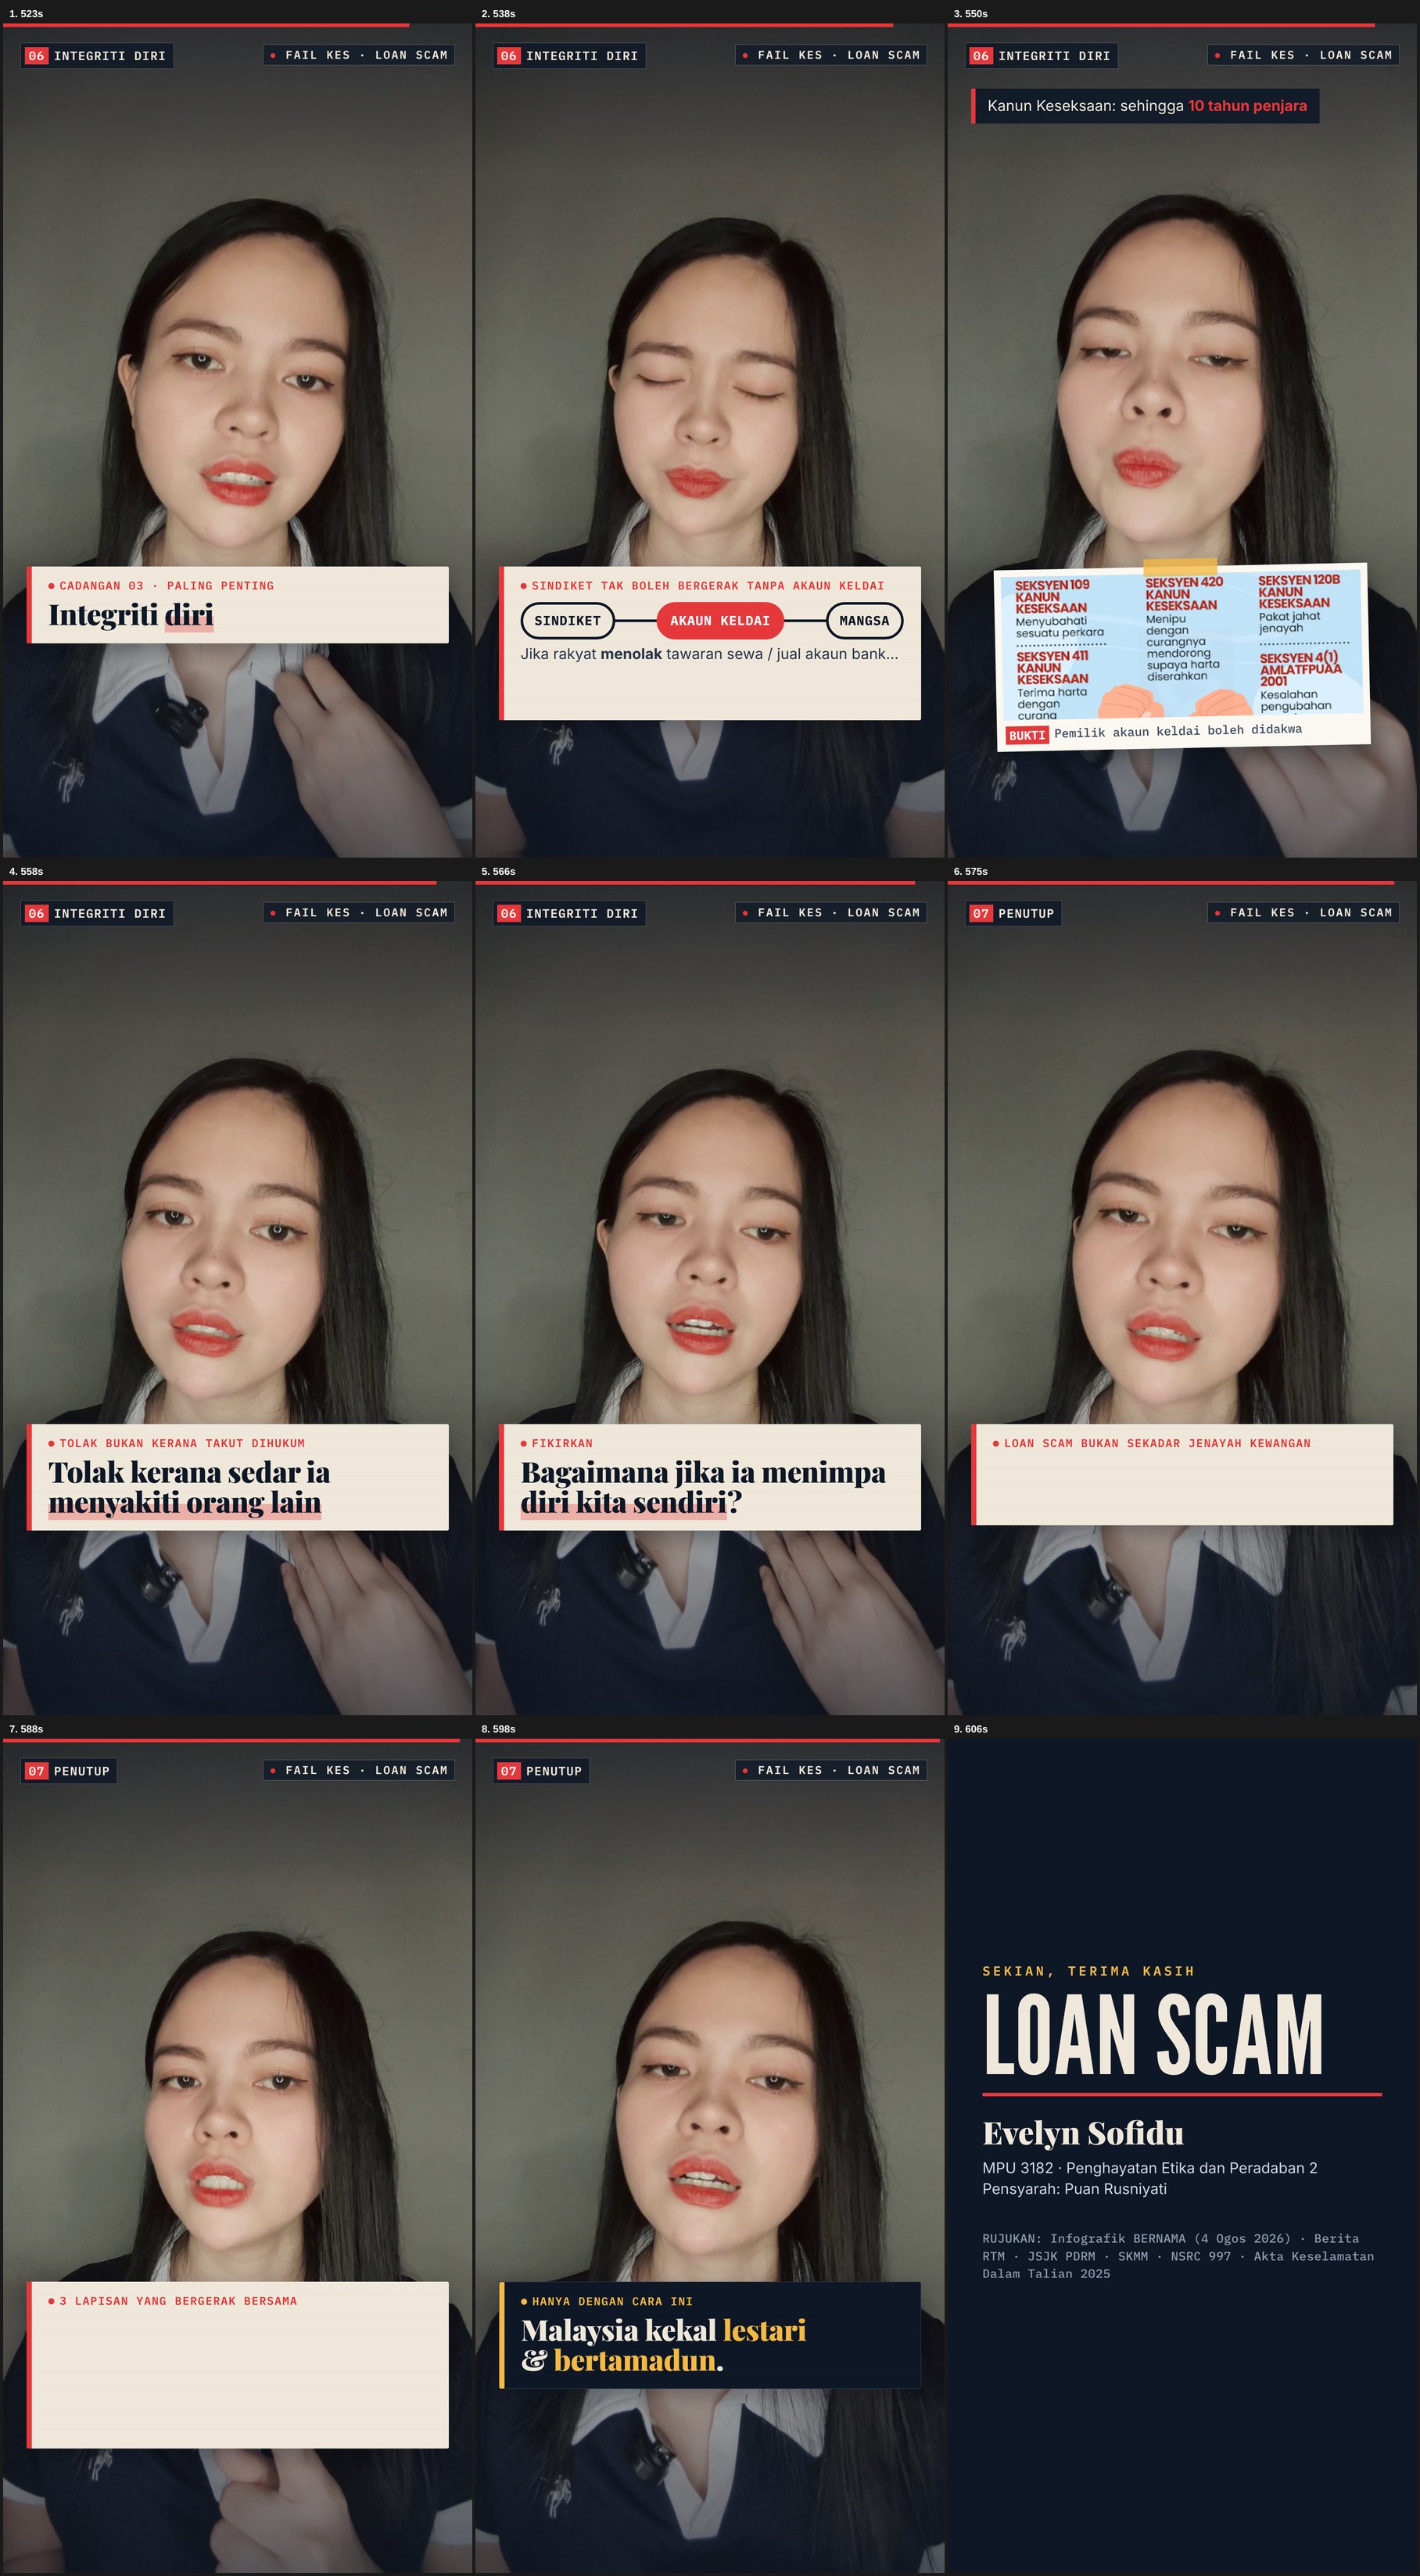 1. 523s
06 INTEGRITI DIRI
FAIL KES · LOAN SCAM
CADANGAN 03 · PALING PENTING
Integriti diri
2. 538s
06 INTEGRITI DIRI
FAIL KES · LOAN SCAM
SINDIKET TAK BOLEH BERGERAK TANPA AKAUN KELDAI
SINDIKET
AKAUN KELDAI
MANGSA
Jika rakyat menolak tawaran sewa / jual akaun bank...
3. 550s
06 INTEGRITI DIRI
FAIL KES · LOAN SCAM
Kanun Keseksaan: sehingga 10 tahun penjara
SEKSYEN 109
KANUN
KESEKSAAN
Menyubahati
sesuatu perkara
SEKSYEN 411
KANUN
KESEKSAAN
Terima harta
dengan
curang
SEKSYEN 420
KANUN
KESEKSAAN
Menipu
dengan
curangnya
mendorong
supaya harta
diserahkan
SEKSYEN 120B
KANUN
KESEKSAAN
Pakat jahat
jenayah
SEKSYEN 4(1)
AMLATFPUAA
2001
Kesalahan
pengubahan
BUKTI Pemilik akaun keldai boleh didakwa
4. 558s
06 INTEGRITI DIRI
FAIL KES · LOAN SCAM
TOLAK BUKAN KERANA TAKUT DIHUKUM
Tolak kerana sedar ia
menyakiti orang lain
5. 566s
06 INTEGRITI DIRI
FAIL KES · LOAN SCAM
FIKIRKAN
Bagaimana jika ia menimpa
diri kita sendiri?
6. 575s
07 PENUTUP
FAIL KES · LOAN SCAM
LOAN SCAM BUKAN SEKADAR JENAYAH KEWANGAN
7. 588s
07 PENUTUP
FAIL KES · LOAN SCAM
3 LAPISAN YANG BERGERAK BERSAMA
8. 598s
07 PENUTUP
FAIL KES · LOAN SCAM
HANYA DENGAN CARA INI
Malaysia kekal lestari
& bertamadun.
9. 606s
SEKIAN, TERIMA KASIH
LOAN SCAM
Evelyn Sofidu
MPU 3182 · Penghayatan Etika dan Peradaban 2
Pensyarah: Puan Rusniyati
RUJUKAN: Infografik BERNAMA (4 Ogos 2026) · Berita
RTM · JSJK PDRM · SKMM · NSRC 997 · Akta Keselamatan
Dalam Talian 2025